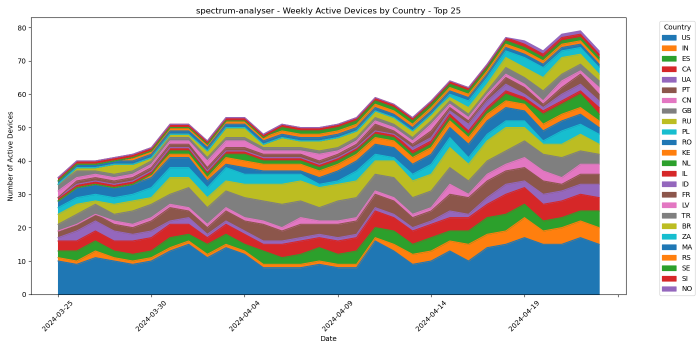 spectrum-analyser - Weekly Active Devices by Country - Top 25
Number of Active Devices
80
70
60
50
40
30
20
10
0
2024-03-25
2024-03-30
2024-04-04
2024-04-09
2024-04-14
2024-04-19
Date
Country
US
IN
ES
CA
UA
PT
CN
GB
RU
PL
RO
KE
NL
IL
ID
FR
LV
TR
BR
ZA
MA
RS
SE
SI
NO